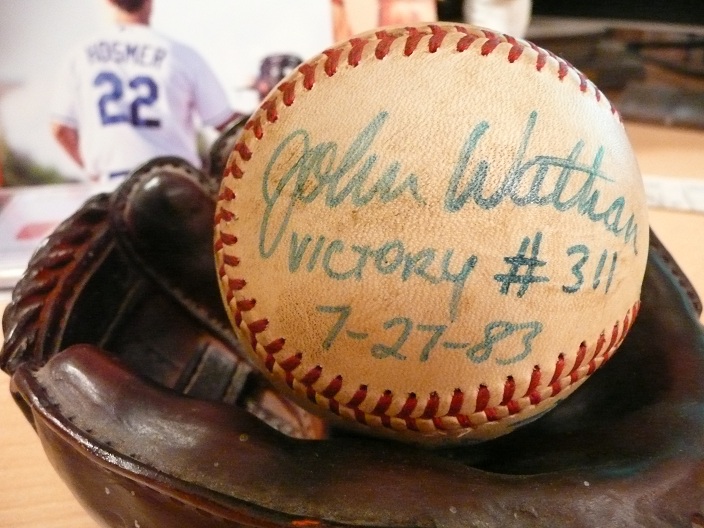 HOSMER
22
John Wathan
VICTORY # 311
7-27-83